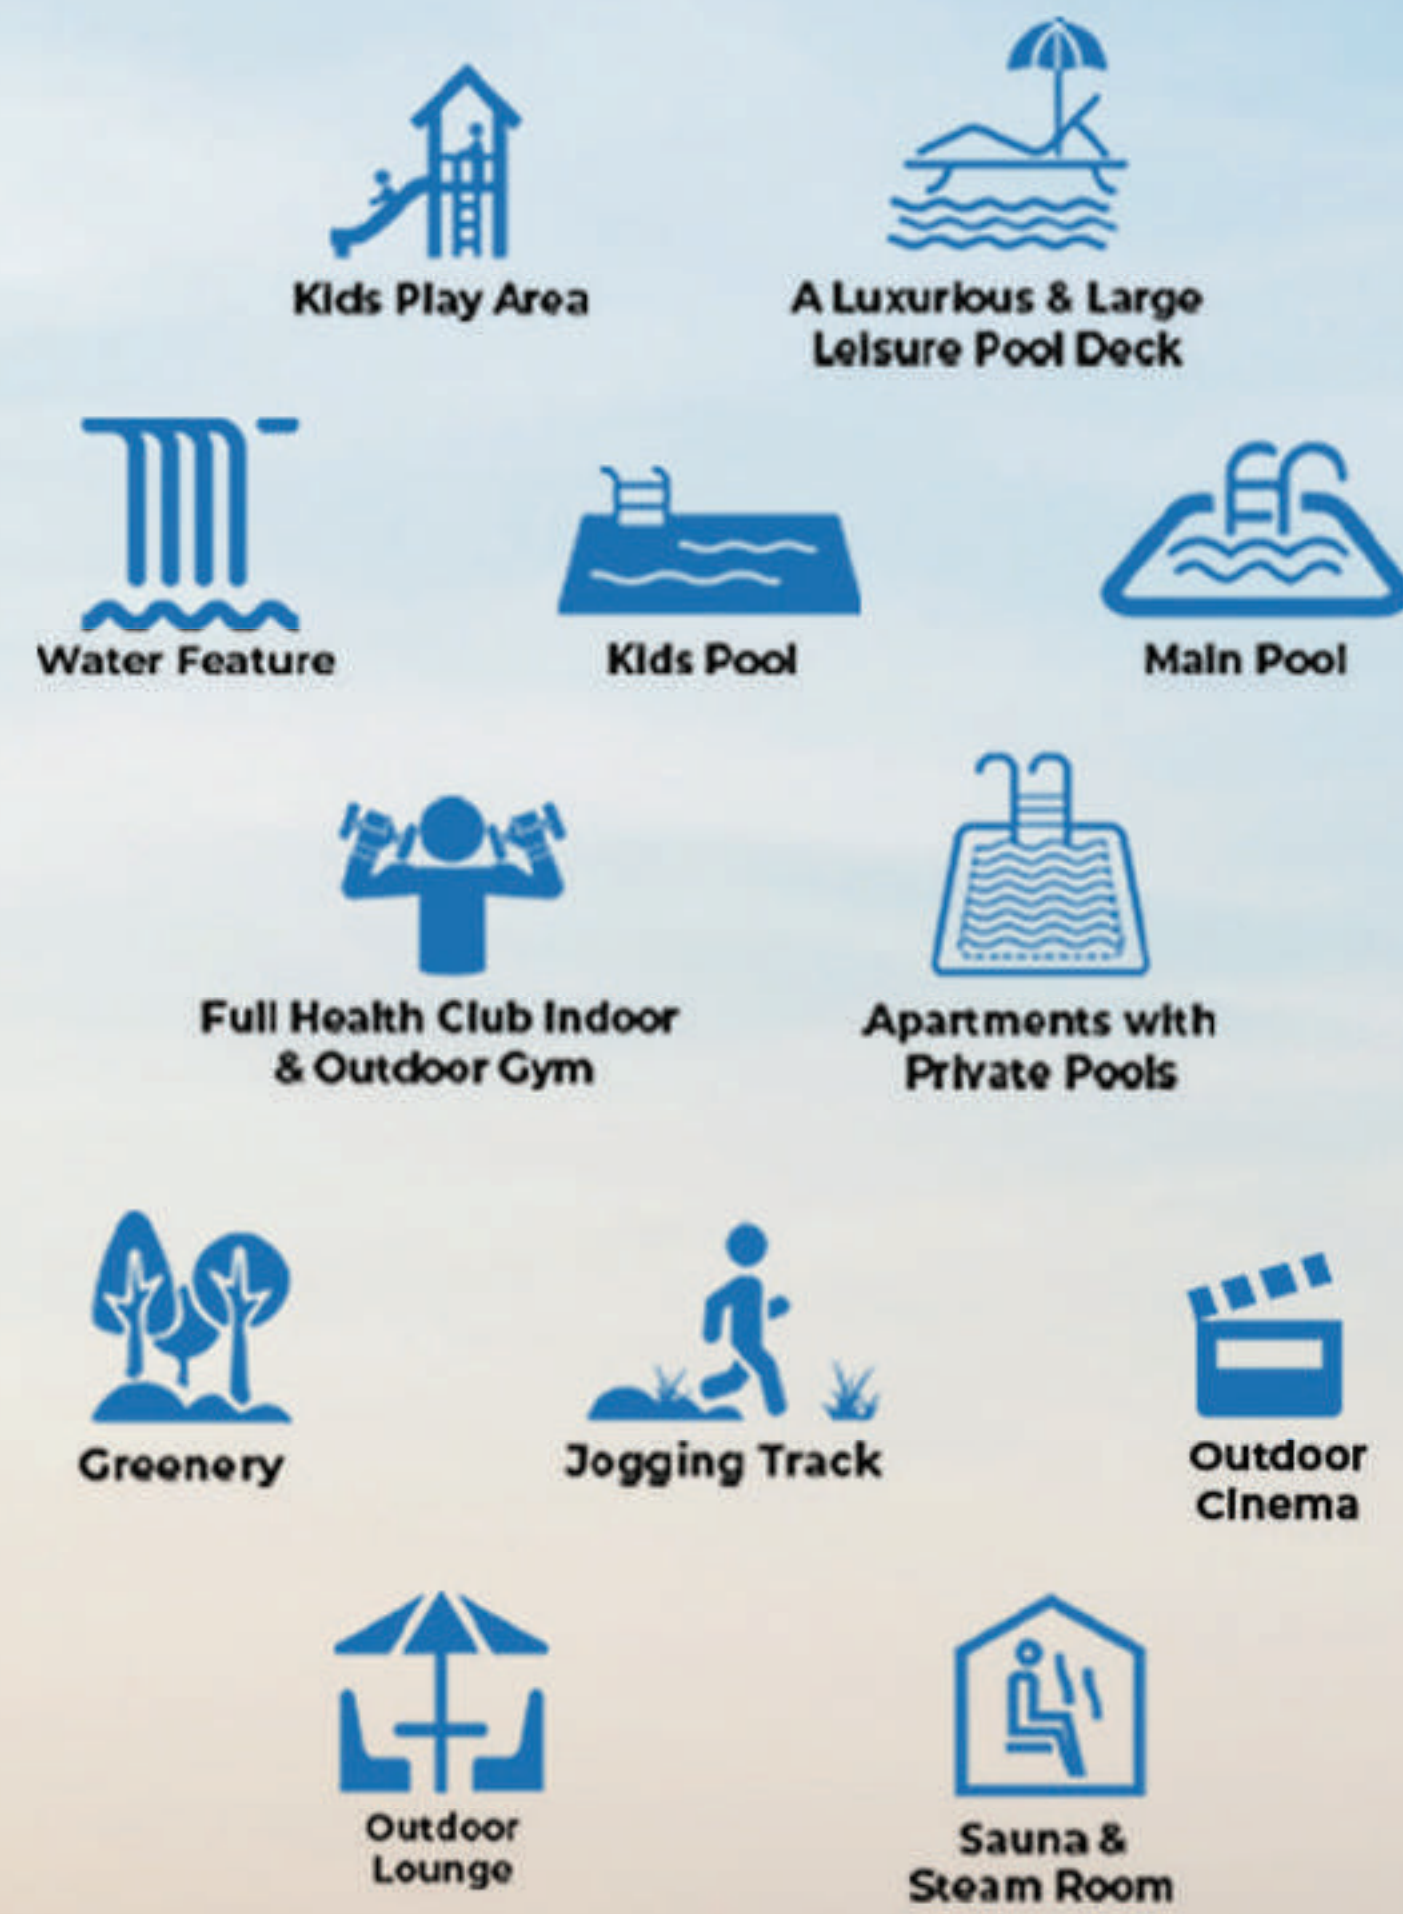 Kids Play Area
A Luxurious & Large
Leisure Pool Deck
Water Feature
Kids Pool
Main Pool
Full Health Club Indoor
& Outdoor Gym
Apartments with
Private Pools
Greenery
Jogging Track
Outdoor
Cinema
Outdoor
Lounge
Sauna &
Steam Room